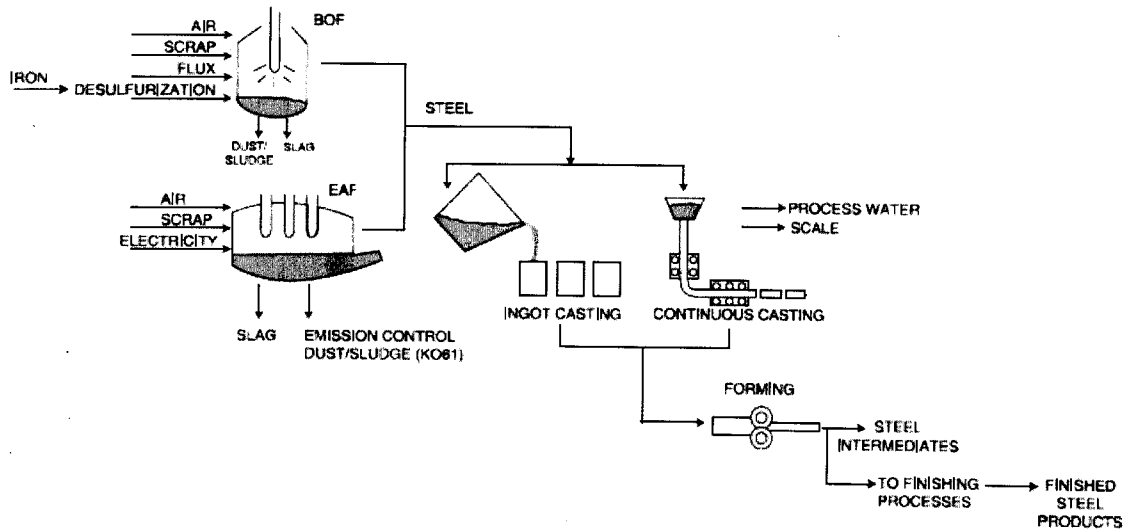 BOF
AIR
SCRAP
FLUX
IRON
DESULFURIZATION
DUST/
SLUDGE
SLAG
STEEL
EAF
AIR
SCRAP
ELECTRICITY
SLAG
EMISSION CONTROL
DUST/SLUDGE (KO61)
PROCESS WATER
SCALE
INGOT CASTING
CONTINUOUS CASTING
FORMING
STEEL
INTERMEDIATES
TO FINISHING
PROCESSES
FINISHED
STEEL
PRODUCTS